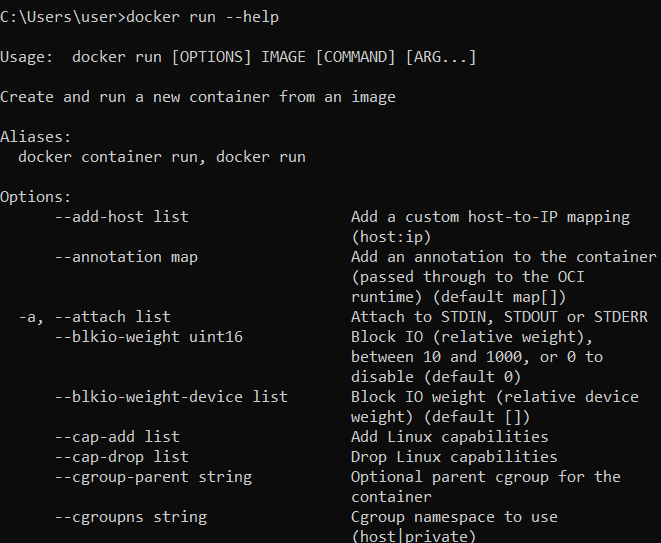 C:\Users\user>docker run --help
Usage:  docker run [OPTIONS] IMAGE [COMMAND] [ARG...]
Create and run a new container from an image
Aliases:
  docker container run, docker run
Options:
      --add-host list                  Add a custom host-to-IP mapping
                                       (host:ip)
      --annotation map                 Add an annotation to the container
                                       (passed through to the OCI
                                       runtime) (default map[])
  -a, --attach list                    Attach to STDIN, STDOUT or STDERR
      --blkio-weight uint16            Block IO (relative weight),
                                       between 10 and 1000, or 0 to
                                       disable (default 0)
      --blkio-weight-device list       Block IO weight (relative device
                                       weight) (default [])
      --cap-add list                   Add Linux capabilities
      --cap-drop list                  Drop Linux capabilities
      --cgroup-parent string           Optional parent cgroup for the
                                       container
      --cgroupns string                Cgroup namespace to use
                                       (host|private)